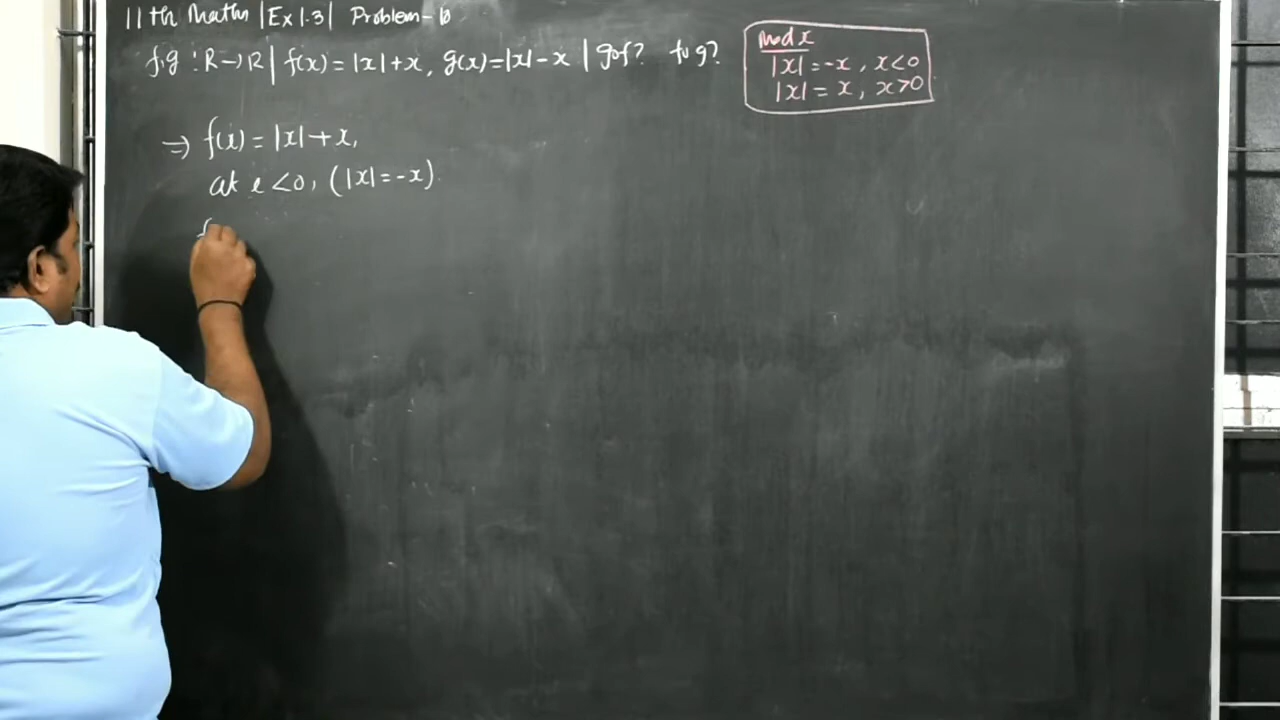 11th Maths | Ex 1.3 | Problem - 10
f,g : R→R | f(x) = |x| + x, g(x) = |x| - x | gof? fog?
mod x
|x| = -x, x<0
|x| = x, x>0
⇒ f(x) = |x| + x,
at x < 0, (|x| = -x).
f